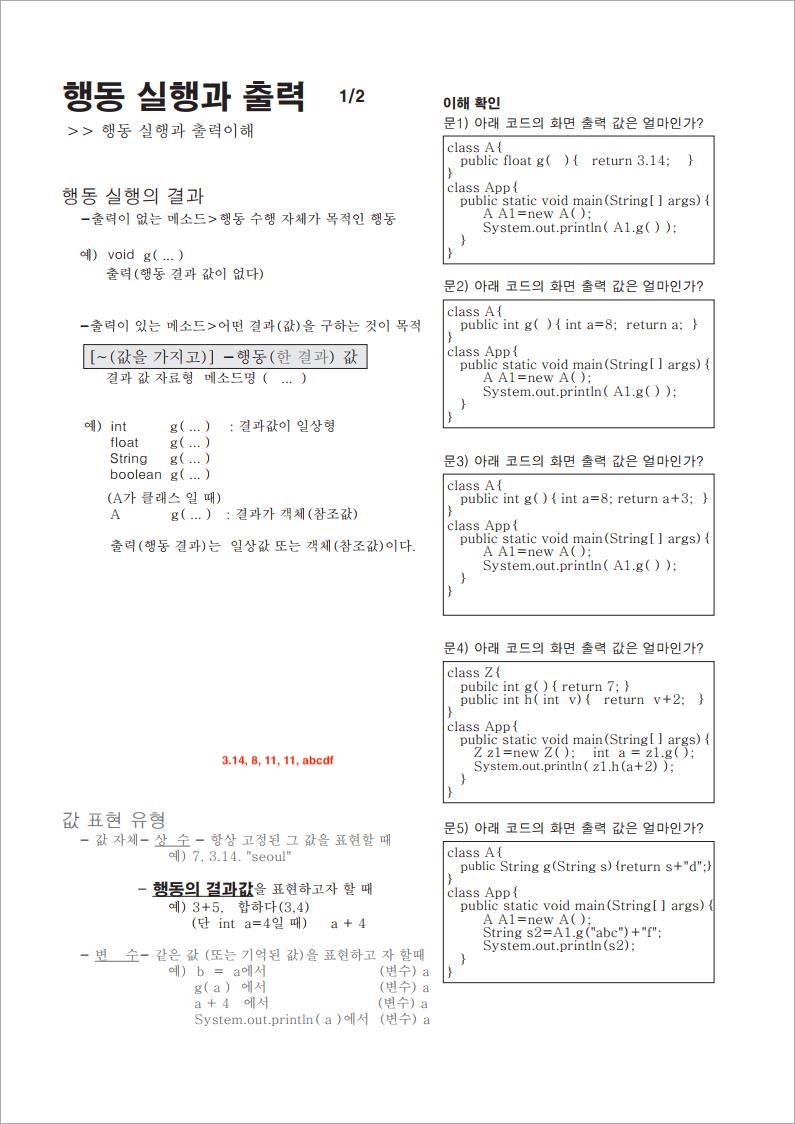 행동 실행과 출력 1/2
>> 행동 실행과 출력이해
행동 실행의 결과
-출력이 없는 메소드>행동 수행 자체가 목적인 행동
예) void g( ... )
출력(행동 결과 값이 없다)
-출력이 있는 메소드>어떤 결과(값)을 구하는 것이 목적
[~(값을 가지고)] -행동(한 결과) 값
결과 값 자료형 메소드명 ( ... )
예) int g( ... ) : 결과값이 일상형
float g( ... )
String g( ... )
boolean g( ... )
(A가 클래스 일 때)
A g( ... ) : 결과가 객체(참조값)
출력(행동 결과)는 일상값 또는 객체(참조값)이다.
3.14, 8, 11, 11, abcdf
값 표현 유형
- 값 자체- 상 수 - 항상 고정된 그 값을 표현할 때
예) 7, 3.14. "seoul"
- 행동의 결과값을 표현하고자 할 때
예) 3+5, 합하다(3,4)
(단 int a=4일 때) a + 4
- 변 수- 같은 값 (또는 기억된 값)을 표현하고 자 할때
예) b = a에서 (변수) a
g( a ) 에서 (변수) a
a + 4 에서 (변수) a
System.out.println( a )에서 (변수) a
이해 확인
문1) 아래 코드의 화면 출력 값은 얼마인가?
class A{
public float g( ){ return 3.14; }
}
class App{
public static void main(String[] args){
A A1=new A();
System.out.println( A1.g() );
}
}
문2) 아래 코드의 화면 출력 값은 얼마인가?
class A{
public int g( ){ int a=8; return a; }
}
class App{
public static void main(String[] args){
A A1=new A();
System.out.println( A1.g() );
}
}
문3) 아래 코드의 화면 출력 값은 얼마인가?
class A{
public int g(){ int a=8; return a+3; }
}
class App{
public static void main(String[] args){
A A1=new A();
System.out.println( A1.g() );
}
}
문4) 아래 코드의 화면 출력 값은 얼마인가?
class Z{
pubilc int g(){ return 7; }
public int h( int v){ return v+2; }
}
class App{
public static void main(String[] args){
Z z1=new Z(); int a = z1.g();
System.out.println( z1.h(a+2) );
}
}
문5) 아래 코드의 화면 출력 값은 얼마인가?
class A{
public String g(String s){return s+"d";}
}
class App{
public static void main(String[] args){
A A1=new A();
String s2=A1.g("abc")+"f";
System.out.println(s2);
}
}